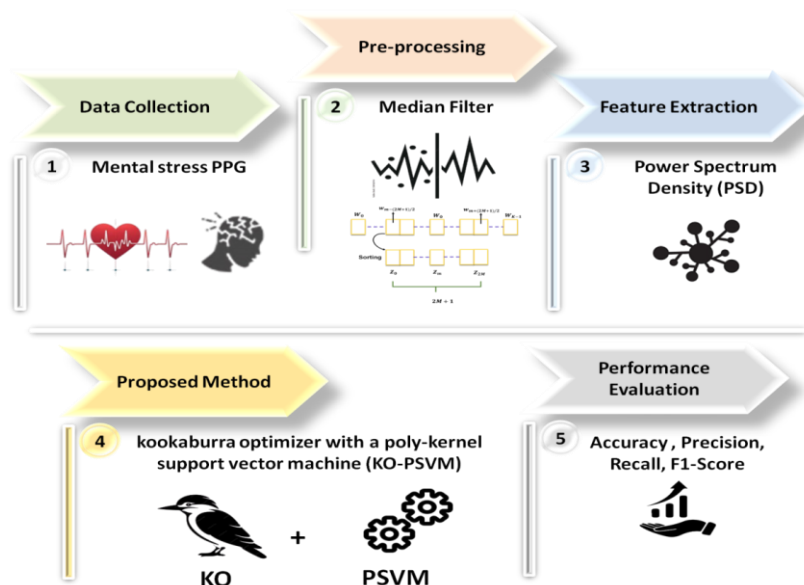 Data Collection
1
Mental stress PPG
Pre-processing
2
Median Filter
Sorting
2M + 1
Feature Extraction
3
Power Spectrum
Density (PSD)
Proposed Method
4
kookaburra optimizer with a poly-kernel
support vector machine (KO-PSVM)
KO
+
PSVM
Performance
Evaluation
5
Accuracy , Precision,
Recall, F1-Score